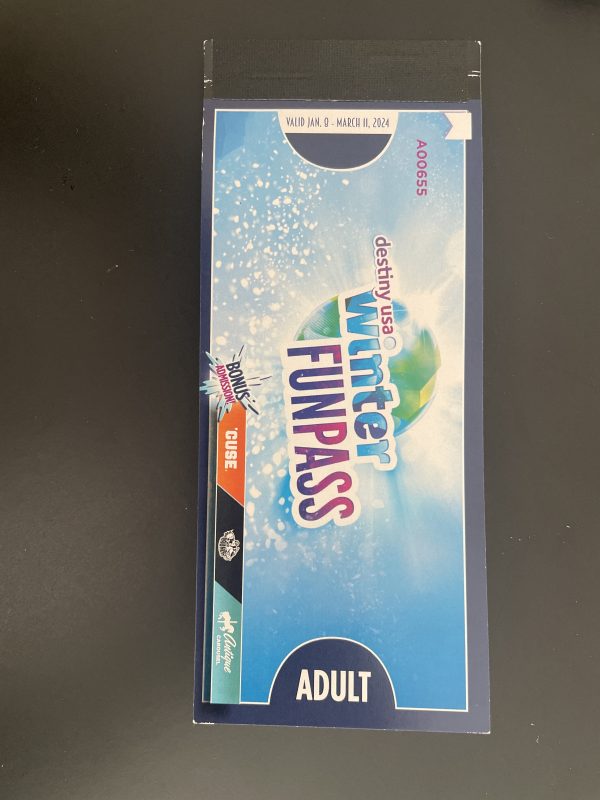 VALID JAN. 8 - MARCH 11, 2024
A00655
destiny usa
Winter
FUNPASS
BONUS
ADMISSION!
'CUSE
Antique
CAROUSEL
ADULT